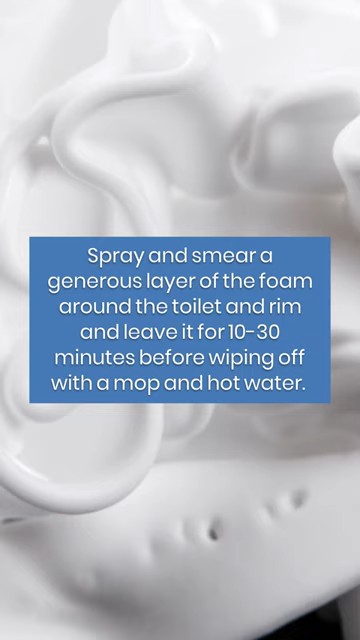 Spray and smear a
generous layer of the foam
around the toilet and rim
and leave it for 10-30
minutes before wiping off
with a mop and hot water.